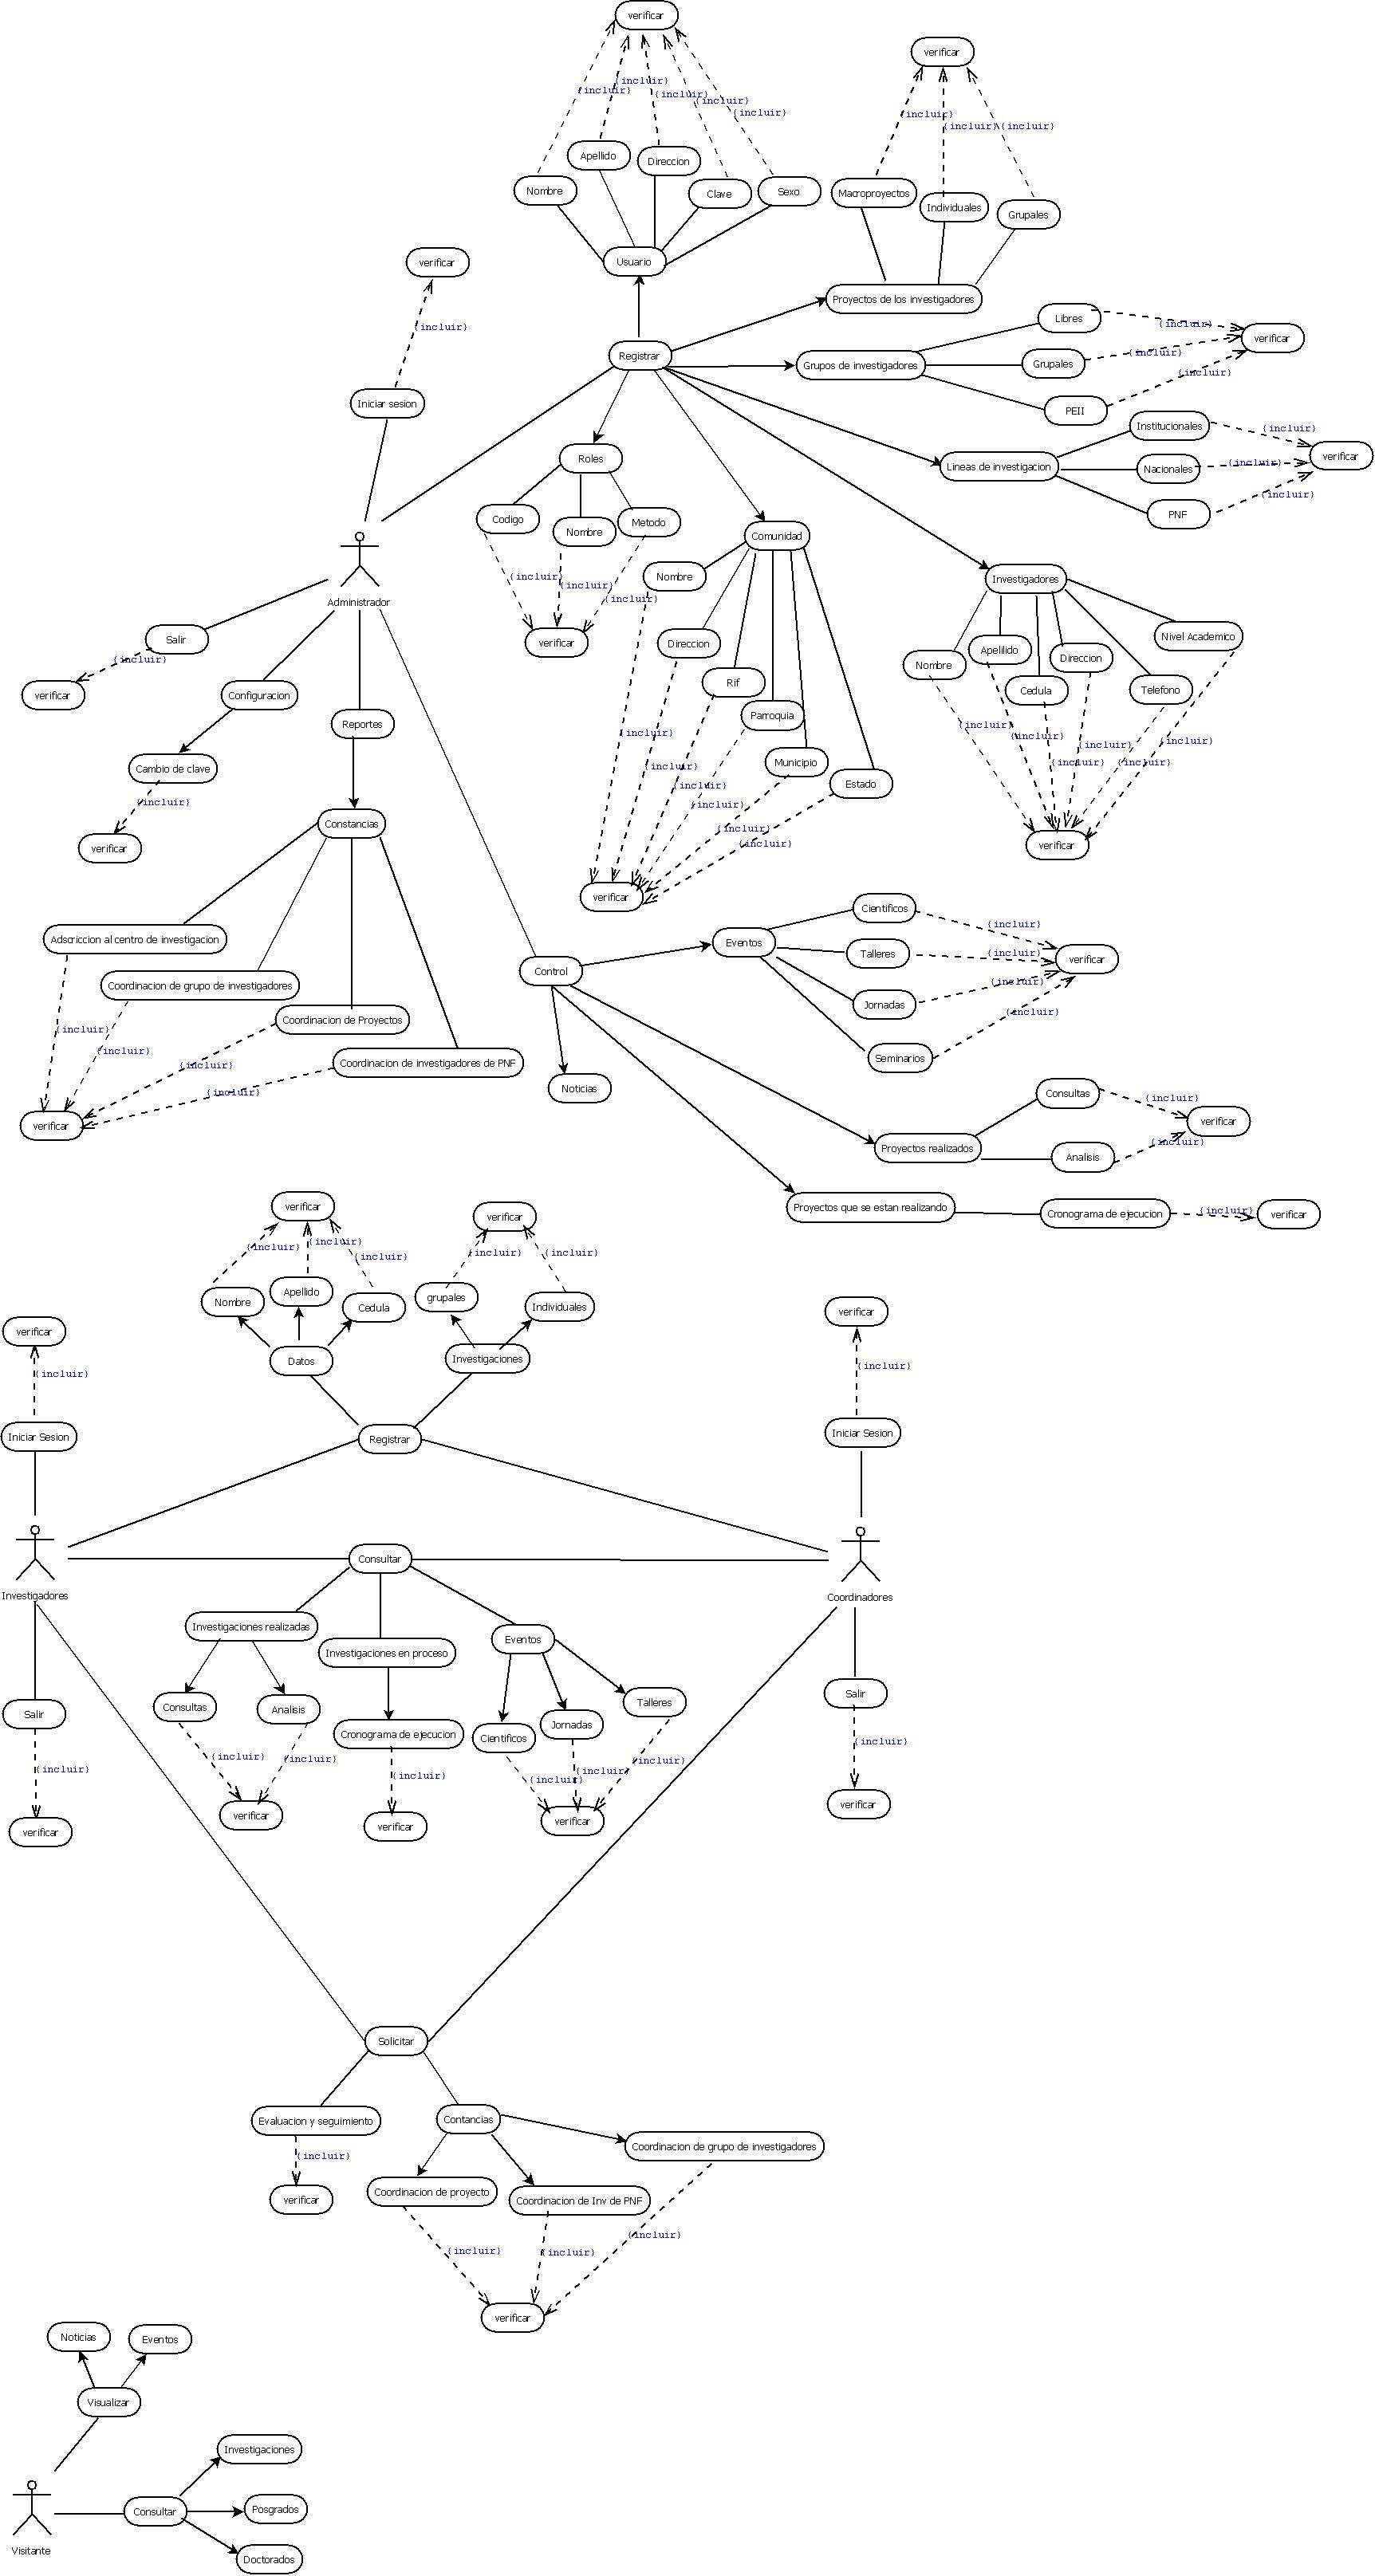 verificar
verificar
{incluir}
{incluir}
{incluir}
{incluir}
{incluir}
{incluir}
{incluir}
{incluir}
Apellido
Direccion
Nombre
Clave
Sexo
Macroproyectos
Individuales
Grupales
verificar
Usuario
Proyectos de los investigadores
{incluir}
Libres
{incluir}
verificar
Registrar
Grupos de investigadores
Grupales
{incluir}
{incluir}
Iniciar sesion
PEII
Institucionales
{incluir}
Roles
Lineas de investigacion
Nacionales
{incluir}
verificar
{incluir}
Codigo
Nombre
Metodo
PNF
Comunidad
{incluir}
{incluir}
{incluir}
Nombre
Investigadores
Administrador
Salir
verificar
Direccion
Nivel Academico
{incluir}
Apelilido
Direccion
Nombre
verificar
Configuracion
Rif
Cedula
Telefono
Reportes
Parroquia
{incluir}
{incluir}
{incluir}
{incluir}
{incluir}
{incluir}
Cambio de clave
{incluir}
Municipio
{incluir}
{incluir}
Estado
{incluir}
{incluir}
Constancias
{incluir}
{incluir}
verificar
verificar
verificar
Cientificos
{incluir}
Adscriccion al centro de investigacion
Eventos
Talleres
{incluir}
verificar
Control
Coordinacion de grupo de investigadores
{incluir}
Jornadas
{incluir}
Coordinacion de Proyectos
{incluir}
{incluir}
Seminarios
{incluir}
Coordinacion de investigadores de PNF
{incluir}
Noticias
Consultas
{incluir}
verificar
verificar
Proyectos realizados
{incluir}
Analisis
verificar
Proyectos que se estan realizando
Cronograma de ejecucion
{incluir}
verificar
verificar
{incluir}
{incluir}
{incluir}
{incluir}
{incluir}
Nombre
Apellido
Cedula
grupales
Individuales
verificar
verificar
Datos
Investigaciones
{incluir}
{incluir}
Iniciar Sesion
Registrar
Iniciar Sesion
Consultar
Investigadores
Coordinadores
Investigaciones realizadas
Investigaciones en proceso
Eventos
Salir
Consultas
Analisis
Cronograma de ejecucion
Cientificos
Jornadas
Talleres
Salir
{incluir}
{incluir}
{incluir}
{incluir}
{incluir}
{incluir}
{incluir}
{incluir}
verificar
verificar
verificar
verificar
verificar
Solicitar
Evaluacion y seguimiento
Contancias
Coordinacion de grupo de investigadores
{incluir}
Coordinacion de proyecto
Coordinacion de Inv de PNF
verificar
{incluir}
{incluir}
{incluir}
verificar
Noticias
Eventos
Visualizar
Investigaciones
Consultar
Posgrados
Visitante
Doctorados